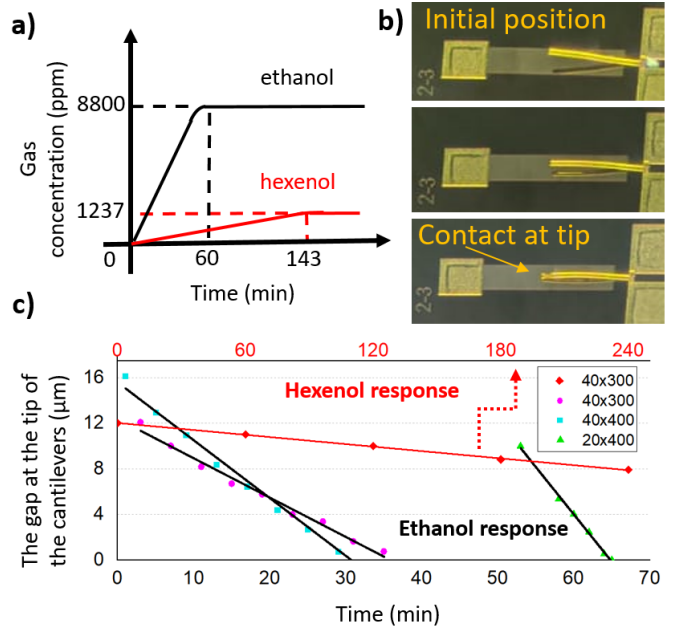 a)
Gas
concentration (ppm)
8800
1237
0
ethanol
hexenol
60
143
Time (min)
b)
Initial position
2-3
2-3
Contact at tip
2-3
c)
0 60 120 180 240
The gap at the tip of
the cantilevers (μm)
16
12
8
4
0
Hexenol response
40x300
40x300
40x400
20x400
Ethanol response
0 10 20 30 40 50 60 70
Time (min)